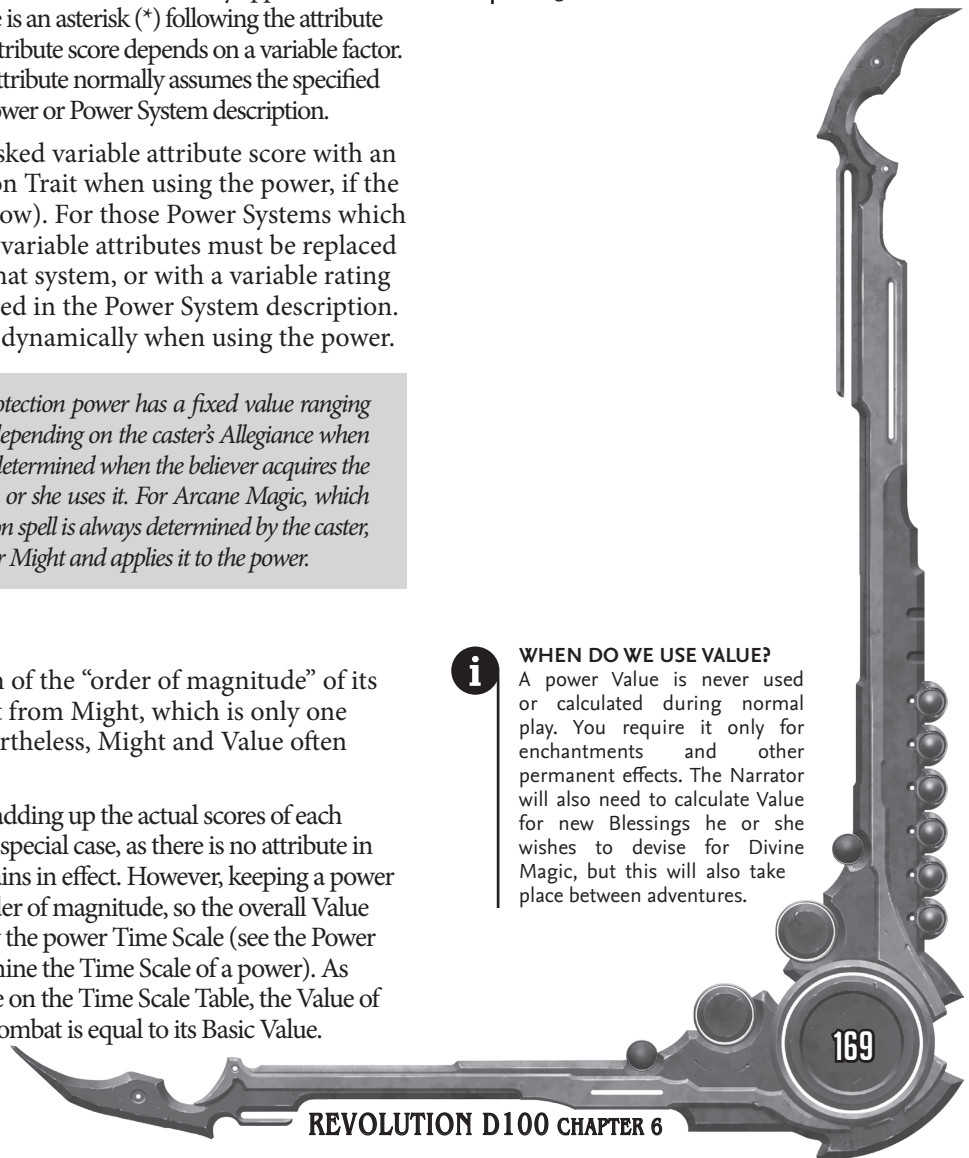 e is an asterisk (*) following the attribute
tribute score depends on a variable factor.
ttribute normally assumes the specified
ower or Power System description.
sked variable attribute score with an
on Trait when using the power, if the
ow). For those Power Systems which
variable attributes must be replaced
hat system, or with a variable rating
ed in the Power System description.
dynamically when using the power.
otection power has a fixed value ranging
depending on the caster's Allegiance when
determined when the believer acquires the
or she uses it. For Arcane Magic, which
on spell is always determined by the caster,
r Might and applies it to the power.
n of the “order of magnitude” of its
t from Might, which is only one
ertheless, Might and Value often
adding up the actual scores of each
special case, as there is no attribute in
ains in effect. However, keeping a power
der of magnitude, so the overall Value
y the power Time Scale (see the Power
mine the Time Scale of a power). As
e on the Time Scale Table, the Value of
ombat is equal to its Basic Value.
i
WHEN DO WE USE VALUE?
A power Value is never used
or calculated during normal
play. You require it only for
enchantments and other
permanent effects. The Narrator
will also need to calculate Value
for new Blessings he or she
wishes to devise for Divine
Magic, but this will also take
place between adventures.
169
REVOLUTION D100 CHAPTER 6